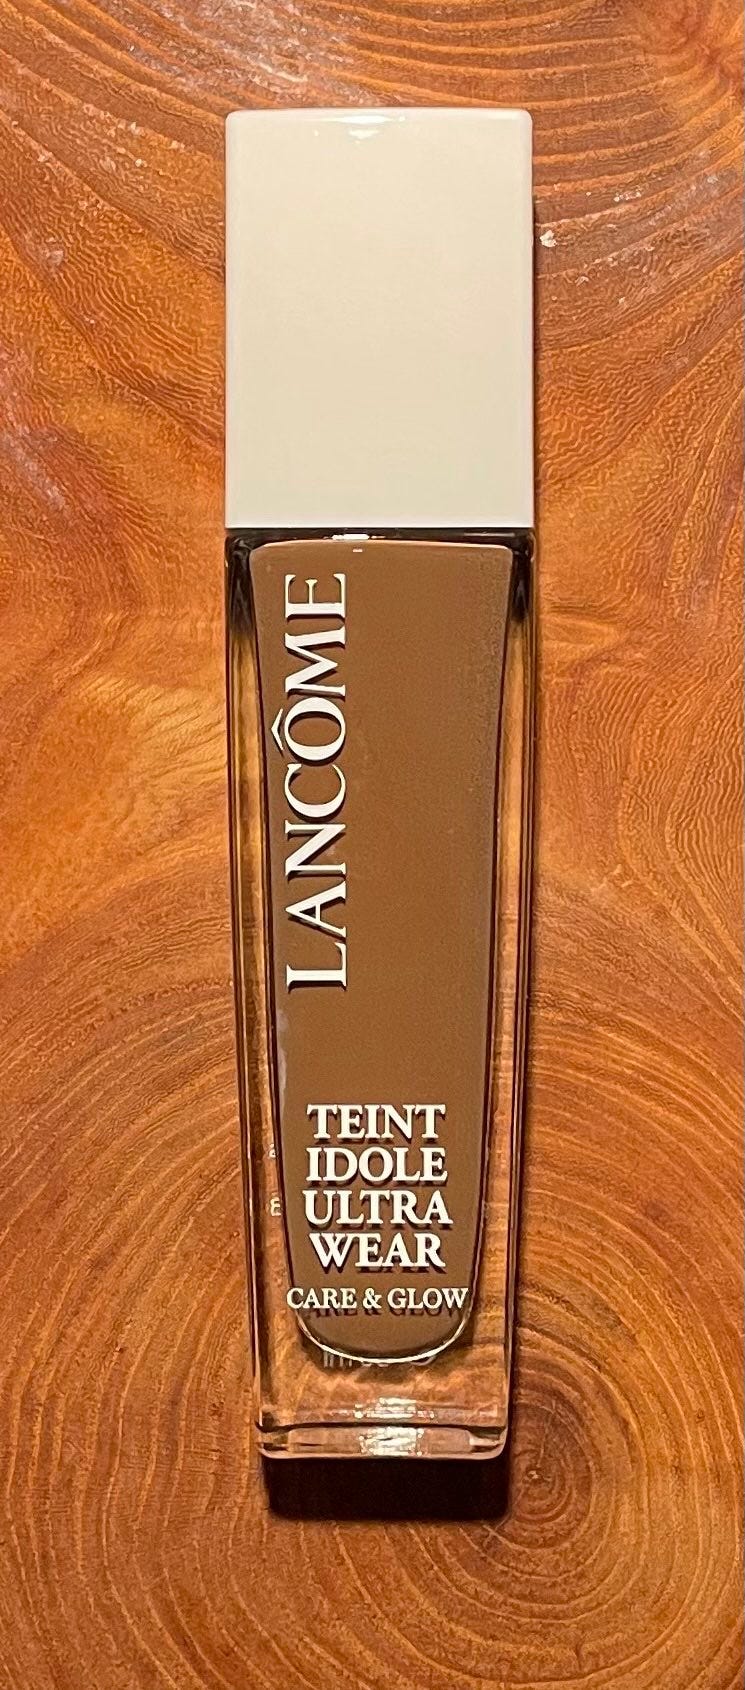 LANCÔME
TEINT
IDOLE
ULTRA
WEAR
CARE & GLOW